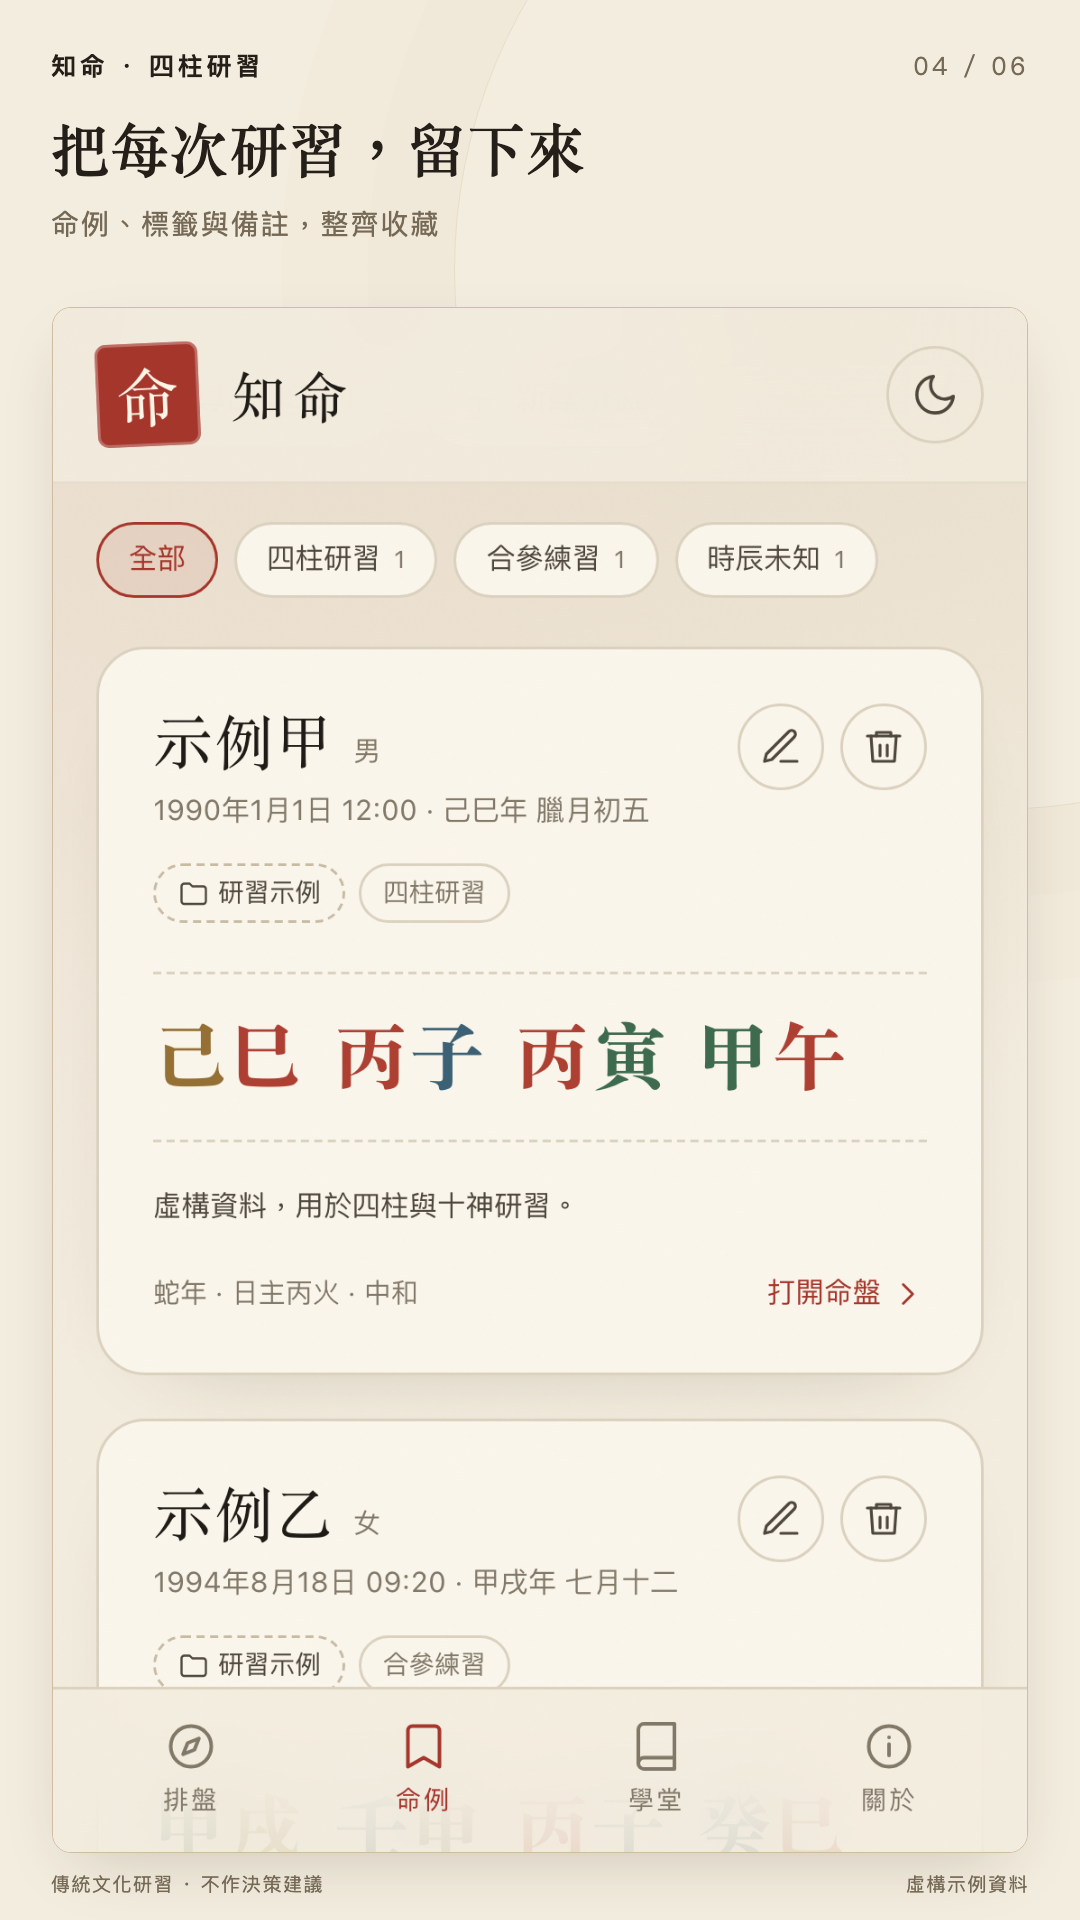 知命 · 四柱研習
04 / 06
把每次研習，留下來
命例、標籤與備註，整齊收藏
命 知命
全部 四柱研習 1 合參練習 1 時辰未知 1
示例甲 男
1990年1月1日 12:00 · 己巳年 臘月初五
研習示例 四柱研習
己巳 丙子 丙寅 甲午
虛構資料，用於四柱與十神研習。
蛇年 · 日主丙火 · 中和
打開命盤
示例乙 女
1994年8月18日 09:20 · 甲戌年 七月十二
研習示例 合參練習
甲戌 壬申 丙子 癸巳
排盤 命例 學堂 關於
傳統文化研習 · 不作決策建議
虛構示例資料